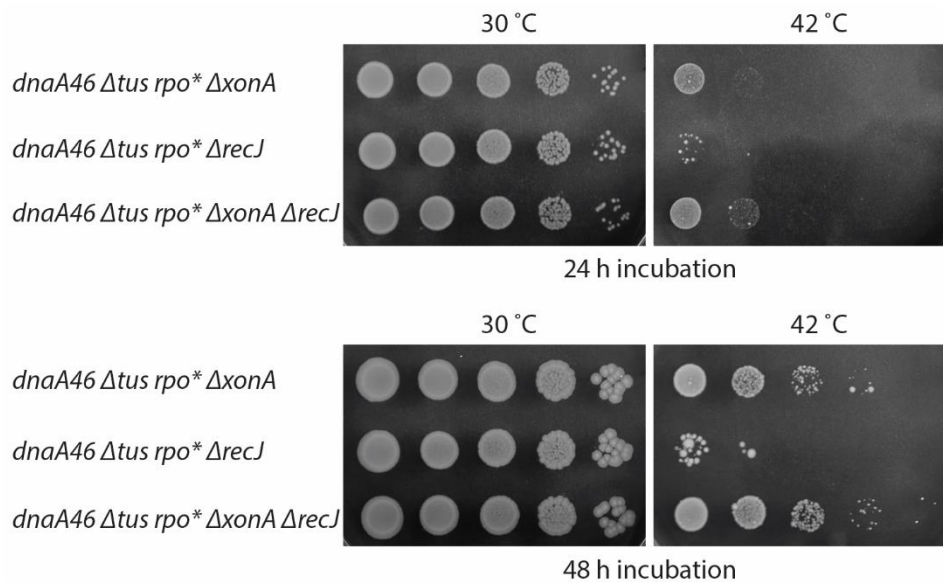 30 ˚C 42 ˚C
dnaA46 Δtus rpo* ΔxonA
dnaA46 Δtus rpo* ΔrecJ
dnaA46 Δtus rpo* ΔxonA ΔrecJ
24 h incubation
30 ˚C 42 ˚C
dnaA46 Δtus rpo* ΔxonA
dnaA46 Δtus rpo* ΔrecJ
dnaA46 Δtus rpo* ΔxonA ΔrecJ
48 h incubation